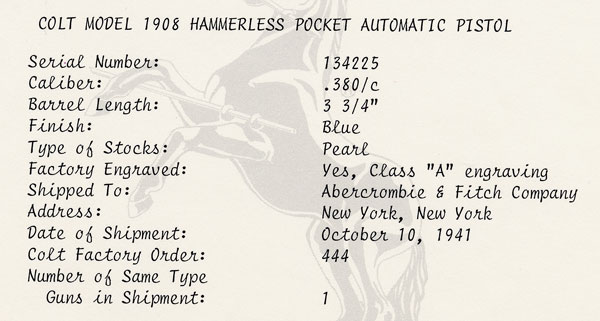 COLT MODEL 1908 HAMMERLESS POCKET AUTOMATIC PISTOL
Serial Number: 134225
Caliber: .380/c
Barrel Length: 3 3/4"
Finish: Blue
Type of Stocks: Pearl
Factory Engraved: Yes, Class "A" engraving
Shipped To: Abercrombie & Fitch Company
Address: New York, New York
Date of Shipment: October 10, 1941
Colt Factory Order: 444
Number of Same Type
Guns in Shipment: 1